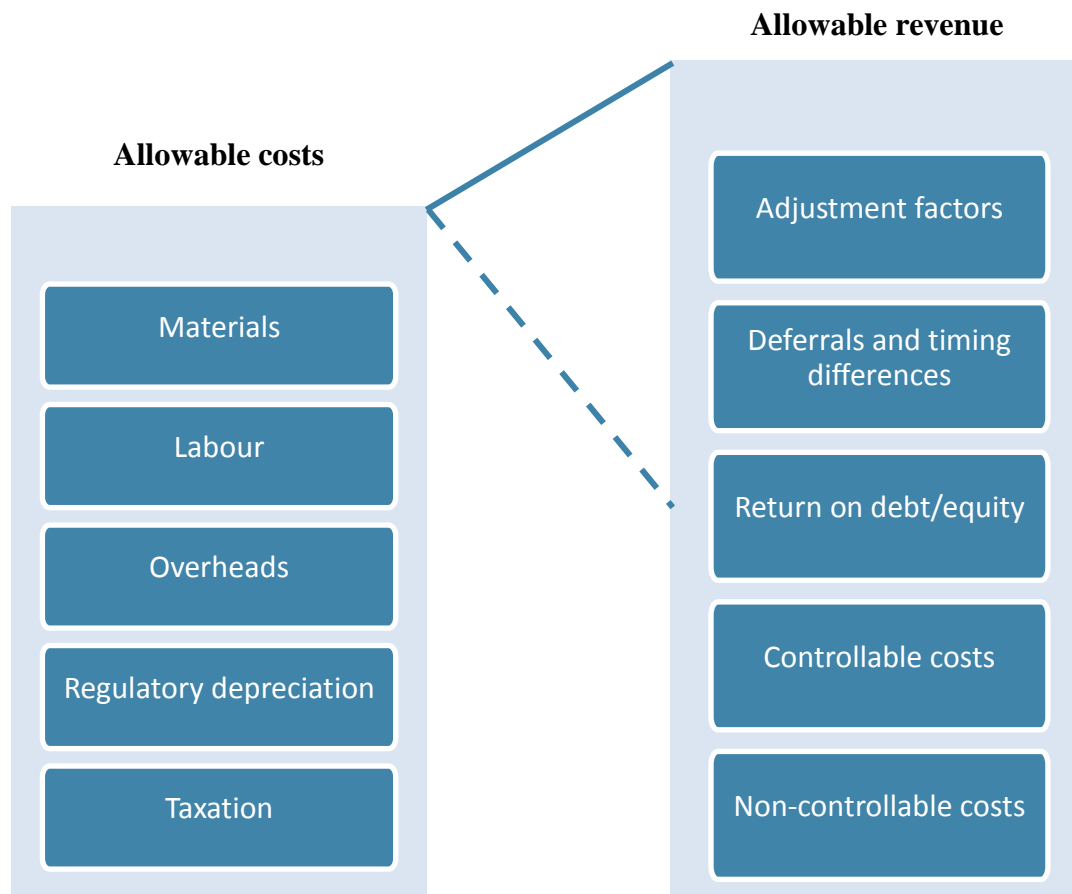 Allowable costs
Materials
Labour
Overheads
Regulatory depreciation
Taxation
Allowable revenue
Adjustment factors
Deferrals and timing
differences
Return on debt/equity
Controllable costs
Non-controllable costs